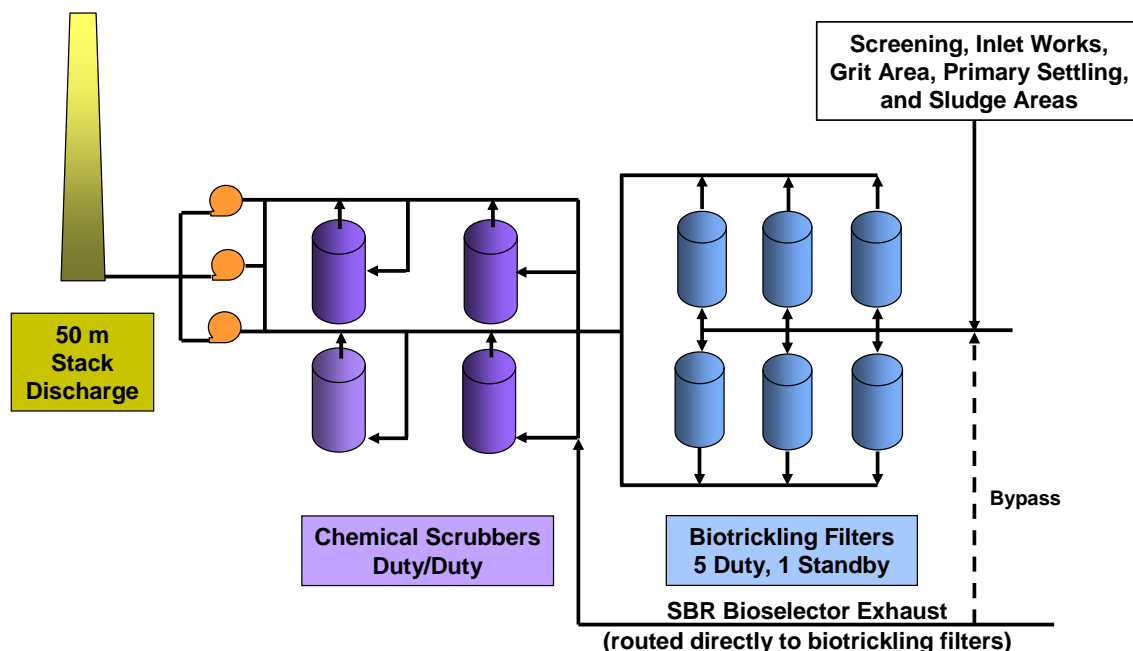 Screening, Inlet Works,
Grit Area, Primary Settling,
and Sludge Areas
50 m
Stack
Discharge
Bypass
Chemical Scrubbers
Duty/Duty
Biotrickling Filters
5 Duty, 1 Standby
SBR Bioselector Exhaust
(routed directly to biotrickling filters)